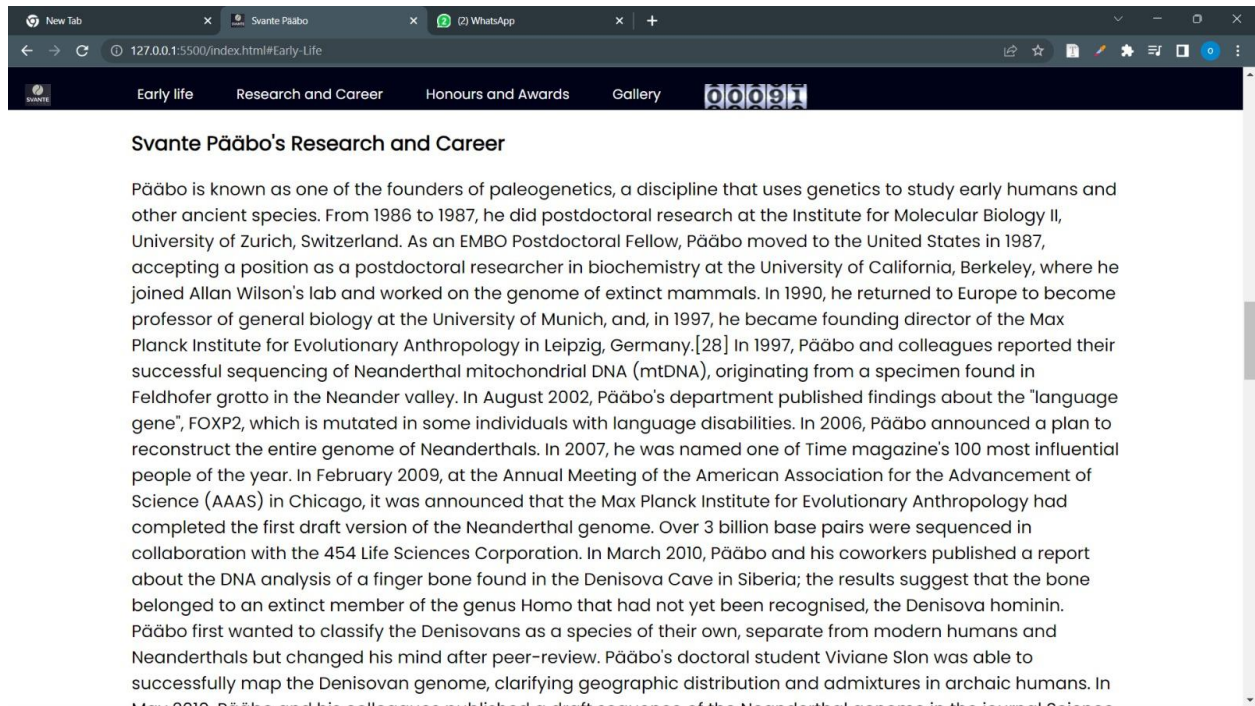 New Tab
Svante Pääbo
(2) WhatsApp
127.0.0.1:5500/index.html#Early-Life
SVANTE
Early life
Research and Career
Honours and Awards
Gallery
00091
Svante Pääbo's Research and Career
Pääbo is known as one of the founders of paleogenetics, a discipline that uses genetics to study early humans and
other ancient species. From 1986 to 1987, he did postdoctoral research at the Institute for Molecular Biology II,
University of Zurich, Switzerland. As an EMBO Postdoctoral Fellow, Pääbo moved to the United States in 1987,
accepting a position as a postdoctoral researcher in biochemistry at the University of California, Berkeley, where he
joined Allan Wilson's lab and worked on the genome of extinct mammals. In 1990, he returned to Europe to become
professor of general biology at the University of Munich, and, in 1997, he became founding director of the Max
Planck Institute for Evolutionary Anthropology in Leipzig, Germany.[28] In 1997, Pääbo and colleagues reported their
successful sequencing of Neanderthal mitochondrial DNA (mtDNA), originating from a specimen found in
Feldhofer grotto in the Neander valley. In August 2002, Pääbo's department published findings about the "language
gene", FOXP2, which is mutated in some individuals with language disabilities. In 2006, Pääbo announced a plan to
reconstruct the entire genome of Neanderthals. In 2007, he was named one of Time magazine's 100 most influential
people of the year. In February 2009, at the Annual Meeting of the American Association for the Advancement of
Science (AAAS) in Chicago, it was announced that the Max Planck Institute for Evolutionary Anthropology had
completed the first draft version of the Neanderthal genome. Over 3 billion base pairs were sequenced in
collaboration with the 454 Life Sciences Corporation. In March 2010, Pääbo and his coworkers published a report
about the DNA analysis of a finger bone found in the Denisova Cave in Siberia; the results suggest that the bone
belonged to an extinct member of the genus Homo that had not yet been recognised, the Denisova hominin.
Pääbo first wanted to classify the Denisovans as a species of their own, separate from modern humans and
Neanderthals but changed his mind after peer-review. Pääbo's doctoral student Viviane Slon was able to
successfully map the Denisovan genome, clarifying geographic distribution and admixtures in archaic humans. In
May 2010, Pääbo and his colleagues published a draft sequence of the Neanderthal genome in the journal Science